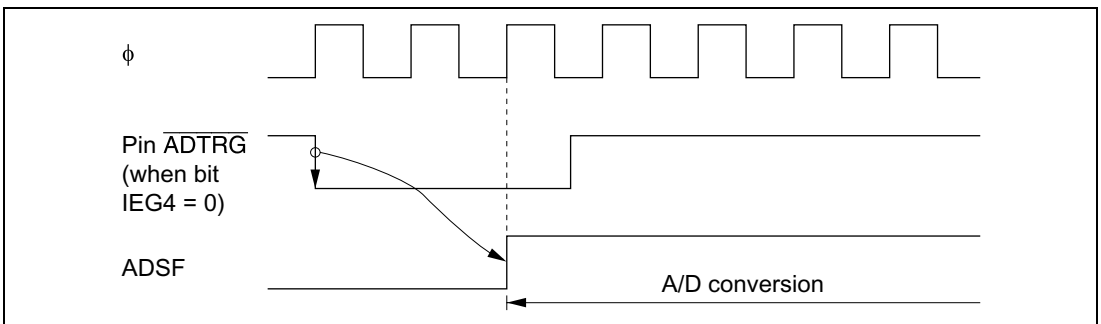 ϕ
Pin ADTRG
(when bit
IEG4 = 0)
ADSF
A/D conversion